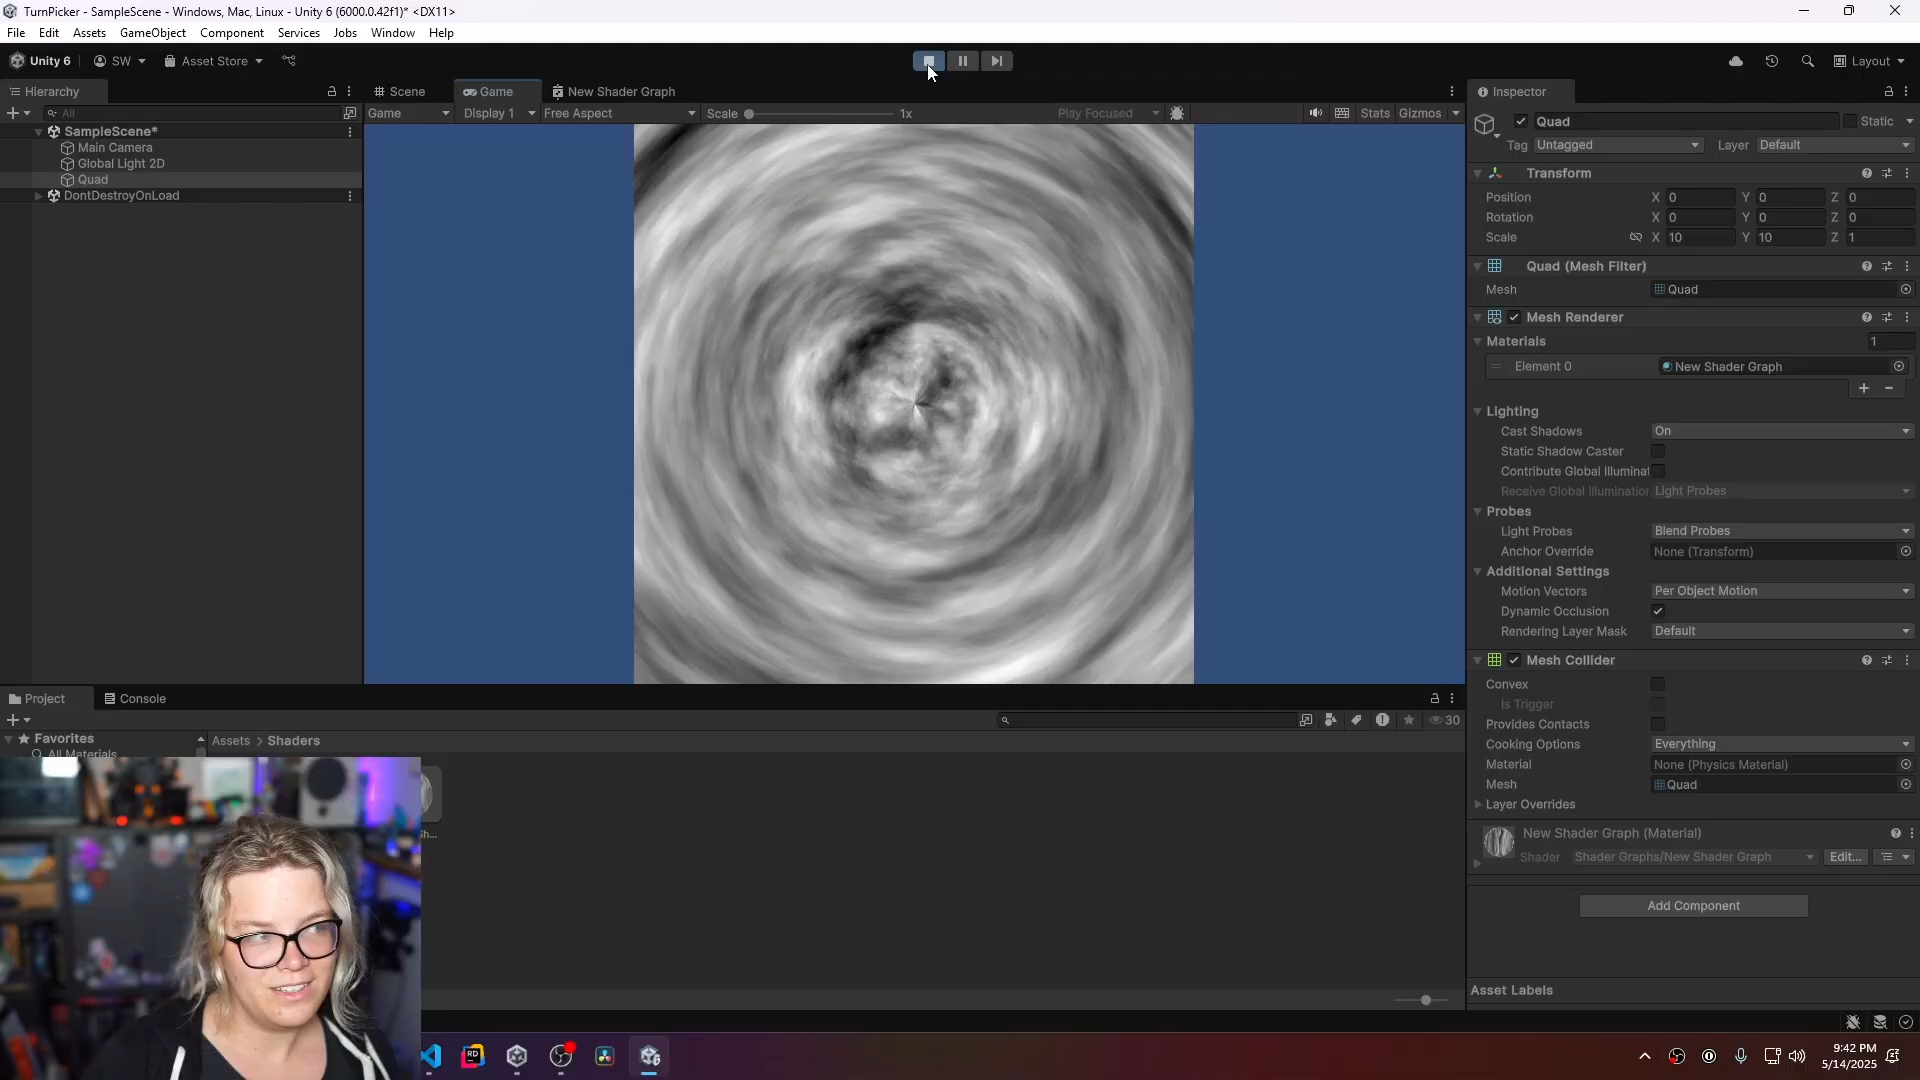 TurnPicker - SampleScene - Windows, Mac, Linux - Unity 6 (6000.0.42f1)* <DX11>
File Edit Assets GameObject Component Services Jobs Window Help
Unity 6 SW Asset Store Layout
Hierarchy Scene Game New Shader Graph Inspector
All Game Display 1 Free Aspect Scale 1x Play Focused Stats Gizmos
SampleScene*
Main Camera
Global Light 2D
Quad
DontDestroyOnLoad
Quad Static
Tag Untagged Layer Default
Transform
Position X 0 Y 0 Z 0
Rotation X 0 Y 0 Z 0
Scale X 10 Y 10 Z 1
Quad (Mesh Filter)
Mesh Quad
Mesh Renderer
Materials 1
Element 0 New Shader Graph
Lighting
Cast Shadows On
Static Shadow Caster
Contribute Global Illuminat
Receive Global Illumination Light Probes
Probes
Light Probes Blend Probes
Anchor Override None (Transform)
Additional Settings
Motion Vectors Per Object Motion
Dynamic Occlusion
Rendering Layer Mask Default
Mesh Collider
Convex
Is Trigger
Provides Contacts
Cooking Options Everything
Material None (Physics Material)
Mesh Quad
Layer Overrides
New Shader Graph (Material)
Shader Shader Graphs/New Shader Graph Edit...
Add Component
Asset Labels
Project Console
30
Favorites
All Materials
Assets > Shaders
RD
9:42 PM
5/14/2025